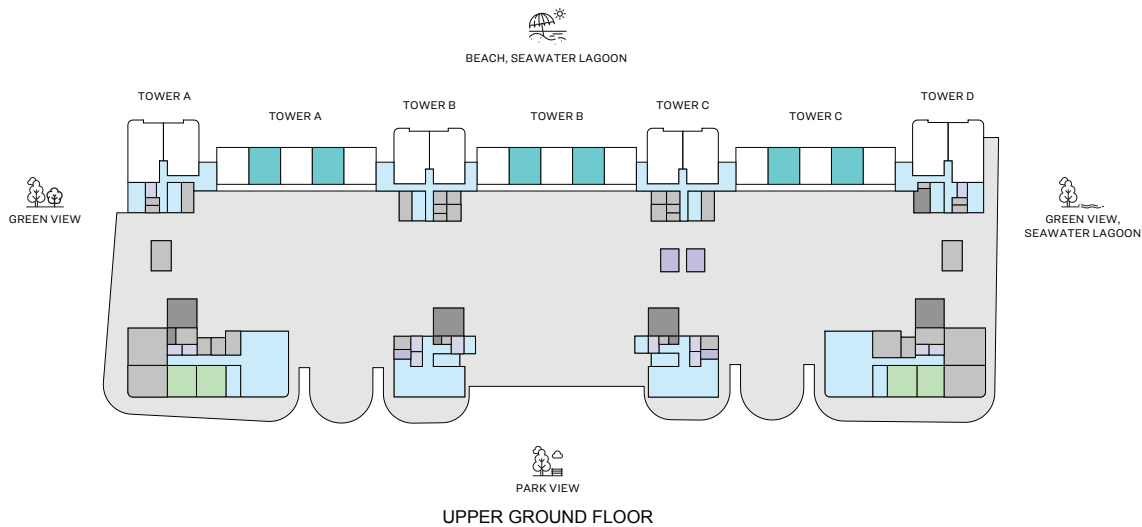 BEACH, SEAWATER LAGOON
TOWER A
TOWER A
TOWER B
TOWER B
TOWER C
TOWER C
TOWER D
GREEN VIEW
GREEN VIEW,
SEAWATER LAGOON
PARK VIEW
UPPER GROUND FLOOR